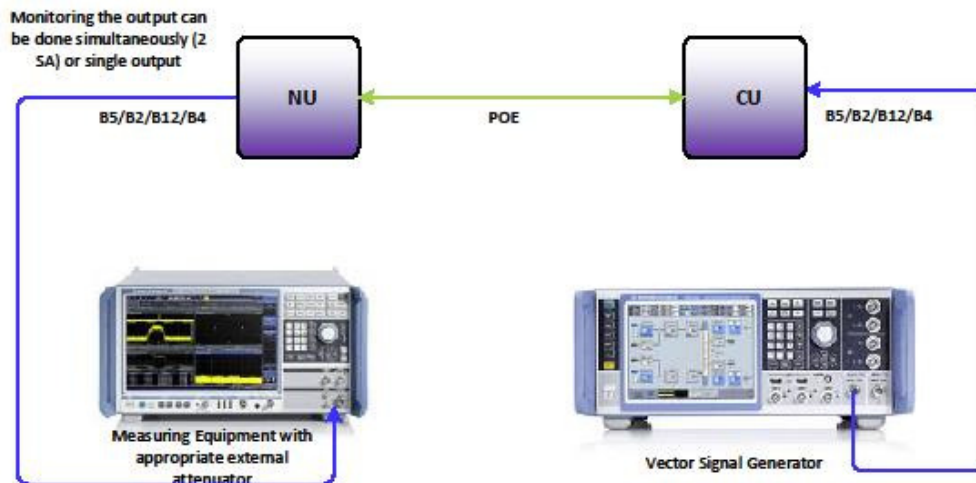 Monitoring the output can
be done simultaneously (2
SA) or single output
NU
CU
B5/B2/B12/B4
POE
B5/B2/B12/B4
Measuring Equipment with
appropriate external
attenuator
Vector Signal Generator